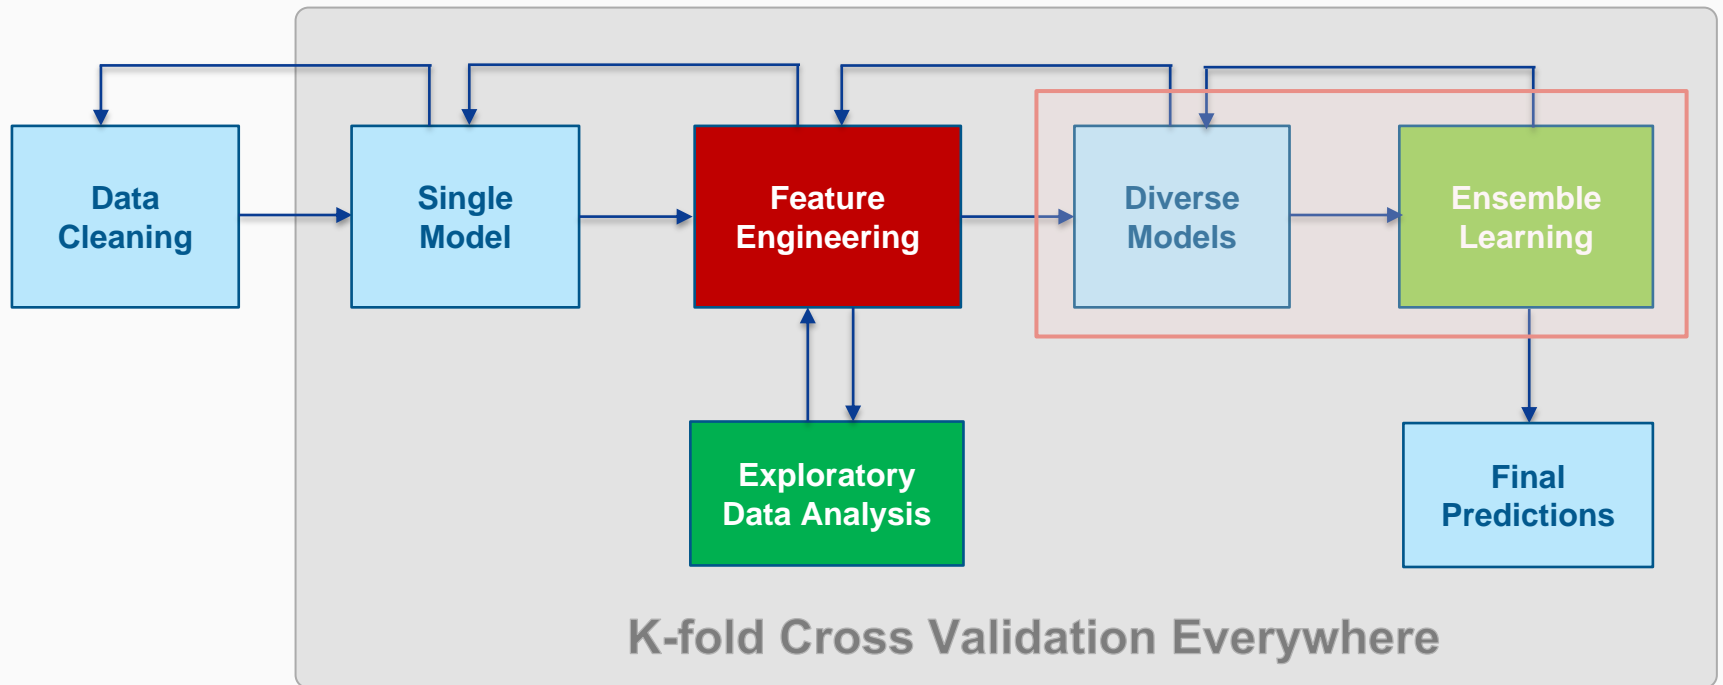 Data
Cleaning
Single
Model
Feature
Engineering
Diverse
Models
Ensemble
Learning
Exploratory
Data Analysis
Final
Predictions
K-fold Cross Validation Everywhere